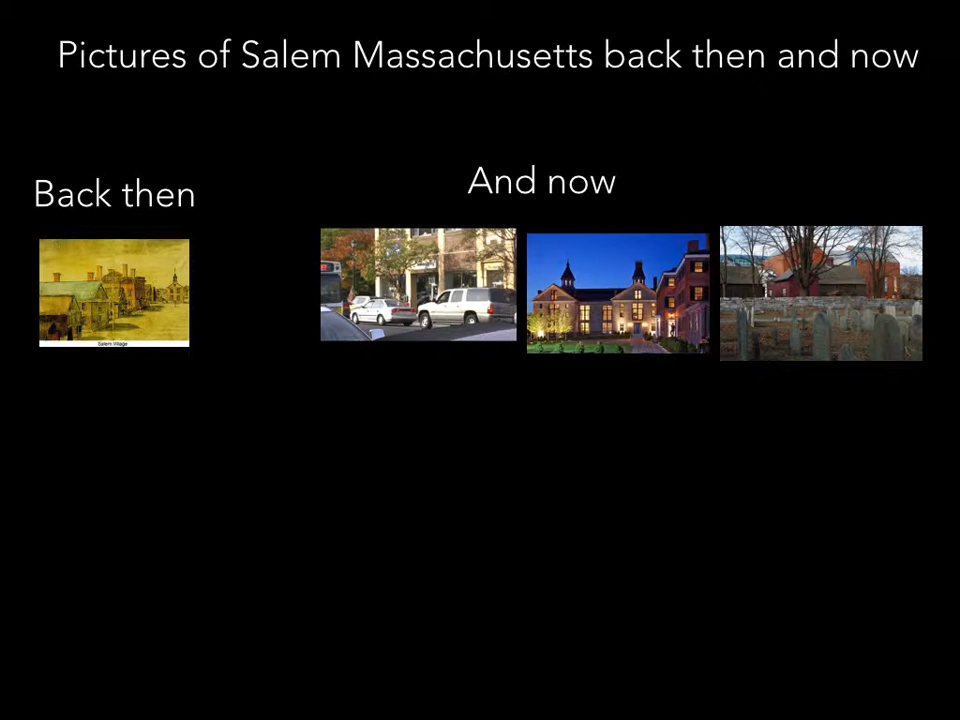 Pictures of Salem Massachusetts back then and now
Back then
And now
Salem Village